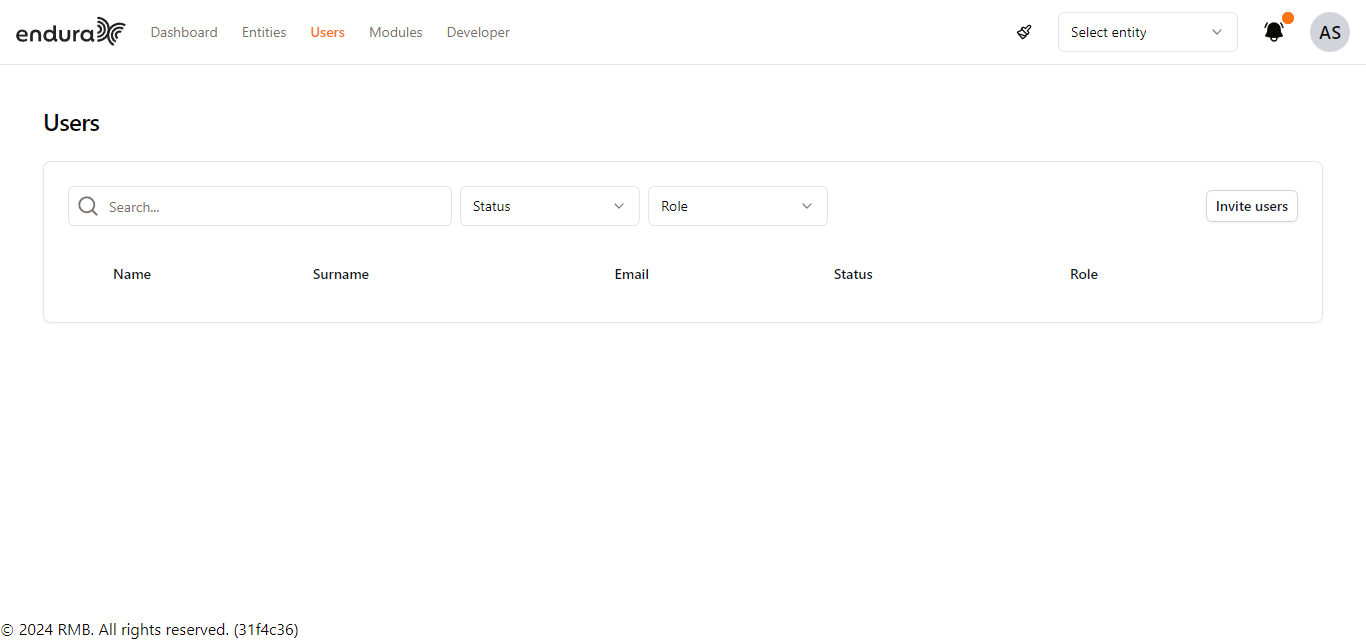 endura Dashboard Entities Users Modules Developer Select entity AS
Users
Search... Status Role Invite users
Name Surname Email Status Role
© 2024 RMB. All rights reserved. (31f4c36)